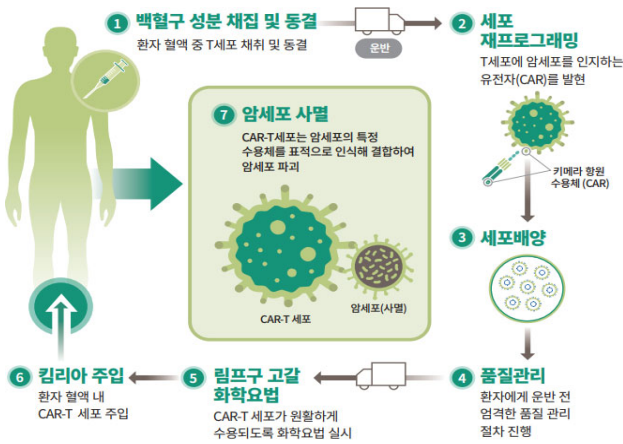 1 백혈구 성분 채집 및 동결
환자 혈액 중 T세포 채취 및 동결
운반
2 세포
재프로그래밍
T세포에 암세포를 인지하는
유전자(CAR)를 발현
키메라 항원
수용체 (CAR)
3 세포배양
4 품질관리
환자에게 운반 전
엄격한 품질 관리
절차 진행
5 림프구 고갈
화학요법
CAR-T 세포가 원활하게
수용되도록 화학요법 실시
6 킴리아 주입
환자 혈액 내
CAR-T 세포 주입
7 암세포 사멸
CAR-T세포는 암세포의 특정
수용체를 표적으로 인식해 결합하여
암세포 파괴
CAR-T 세포
암세포(사멸)